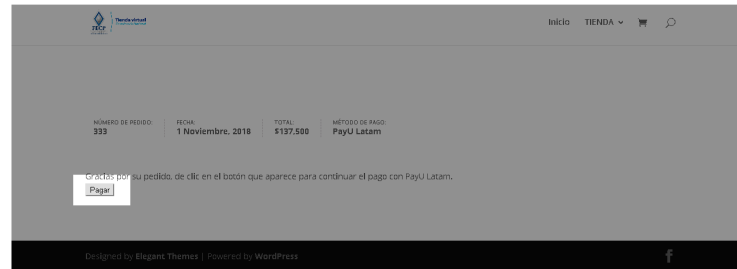 Tienda virtual
Inicio TIENDA
NÚMERO DE PEDIDO: FECHA: TOTAL: MÉTODO DE PAGO:
333 1 Noviembre, 2018 $137.500 PayU Latam
Gracias por su pedido, de clic en el botón que aparece para continuar el pago con PayU Latam.
Pagar
Designed by Elegant Themes | Powered by WordPress